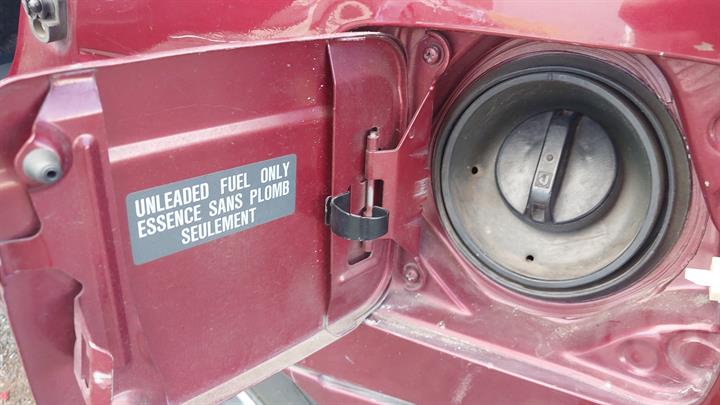 UNLEADED FUEL ONLY
ESSENCE SANS PLOMB
SEULEMENT